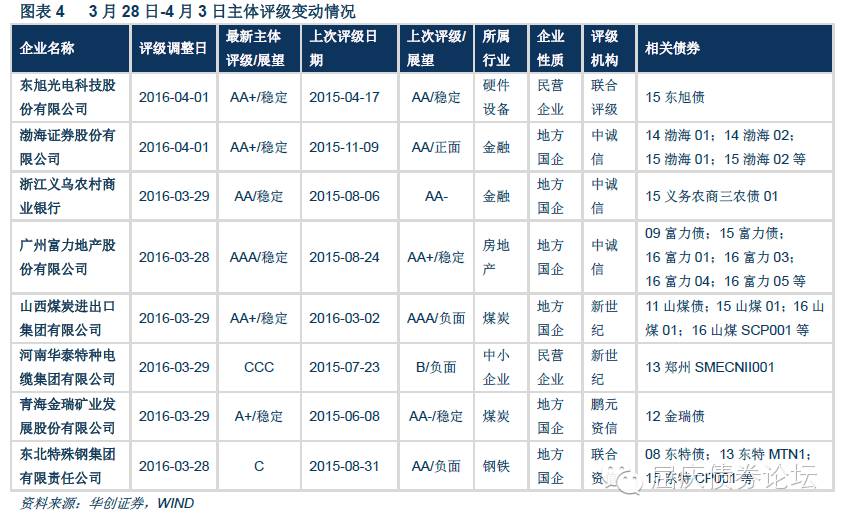 图表 4 3 月 28 日-4 月 3 日主体评级变动情况
企业名称 评级调整日 最新主体评级/展望 上次评级日期 上次评级/展望 所属行业 企业性质 评级机构 相关债券
东旭光电科技股份有限公司 2016-04-01 AA+/稳定 2015-04-17 AA/稳定 硬件设备 民营企业 联合评级 15 东旭债
渤海证券股份有限公司 2016-04-01 AA+/稳定 2015-11-09 AA/正面 金融 地方国企 中诚信 14 渤海 01；14 渤海 02；15 渤海 01；15 渤海 02 等
浙江义乌农村商业银行 2016-03-29 AA/稳定 2015-08-06 AA- 金融 地方国企 中诚信 15 义务农商三农债 01
广州富力地产股份有限公司 2016-03-28 AAA/稳定 2015-08-24 AA+/稳定 房地产 地方国企 中诚信 09 富力债；15 富力债；16 富力 01；16 富力 03；16 富力 04；16 富力 05 等
山西煤炭进出口集团有限公司 2016-03-29 AA+/稳定 2016-03-02 AAA/负面 煤炭 地方国企 新世纪 11 山煤债；15 山煤 01；16 山煤 01；16 山煤 SCP001 等
河南华泰特种电缆集团有限公司 2016-03-29 CCC 2015-07-23 B/负面 中小企业 民营企业 新世纪 13 郑州 SMECNII001
青海金瑞矿业发展股份有限公司 2016-03-29 A+/稳定 2015-06-08 AA-/稳定 煤炭 地方国企 鹏元资信 12 金瑞债
东北特殊钢集团有限责任公司 2016-03-28 C 2015-08-31 AA/负面 钢铁 地方国企 联合资 08 东特债；13 东特 MTN1；15 东特 CP001 等
屈庆债券论坛
资料来源：华创证券，WIND